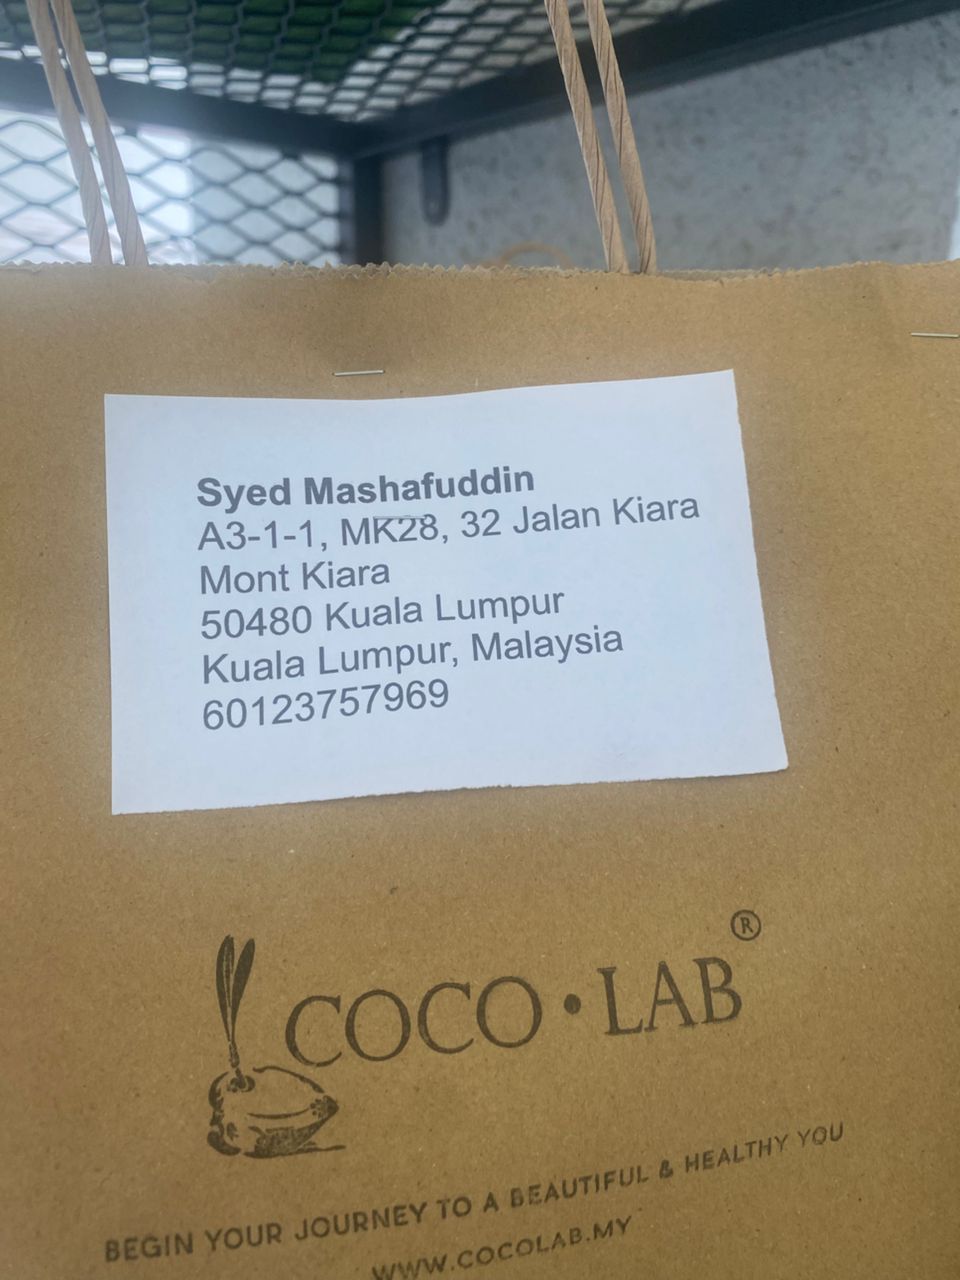 Syed Mashafuddin
A3-1-1, MK28, 32 Jalan Kiara
Mont Kiara
50480 Kuala Lumpur
Kuala Lumpur, Malaysia
60123757969
COCO • LAB®
BEGIN YOUR JOURNEY TO A BEAUTIFUL & HEALTHY YOU
WWW.COCOLAB.MY